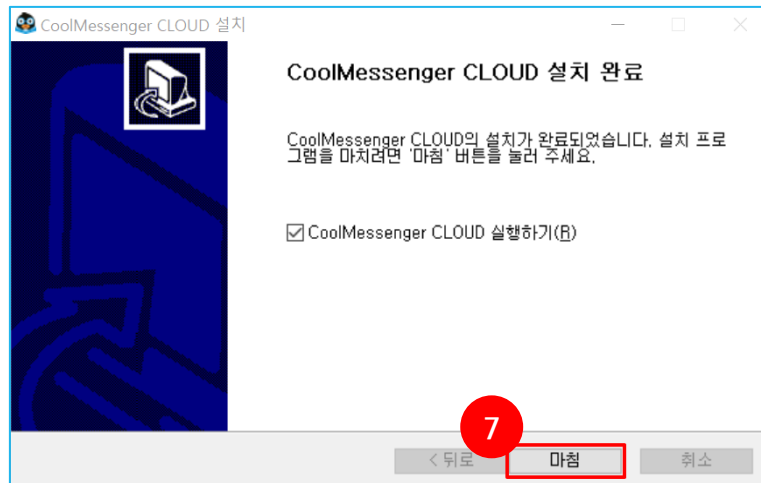 CoolMessenger CLOUD 설치
CoolMessenger CLOUD 설치 완료
CoolMessenger CLOUD의 설치가 완료되었습니다. 설치 프로
그램을 마치려면 '마침' 버튼을 눌러 주세요.
CoolMessenger CLOUD 실행하기(R)
7
< 뒤로
마침
취소